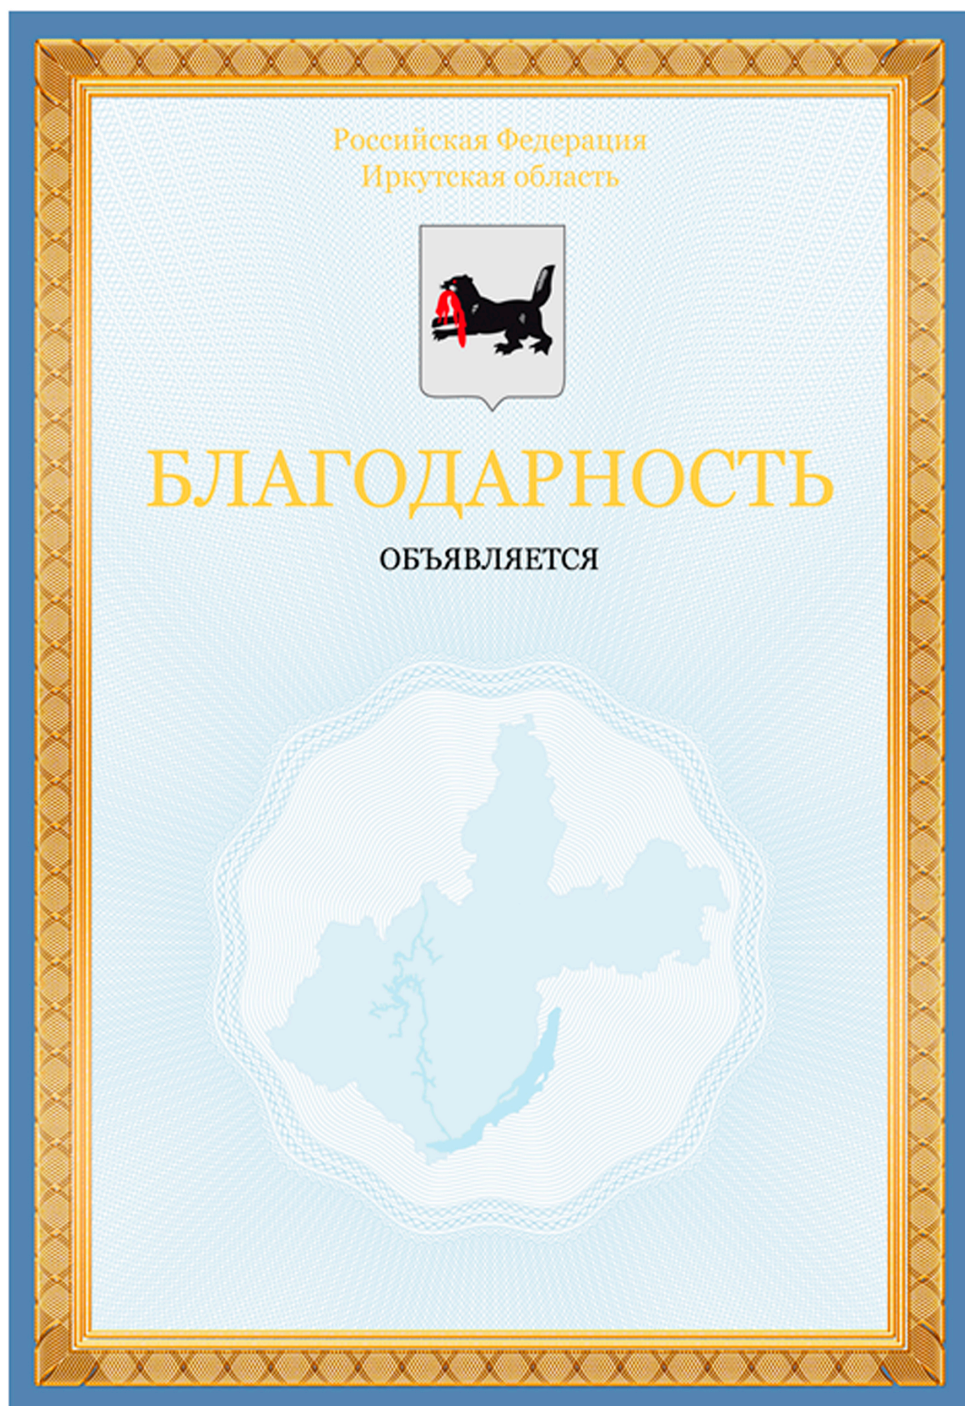 Российская Федерация
Иркутская область
БЛАГОДАРНОСТЬ
ОБЪЯВЛЯЕТСЯ